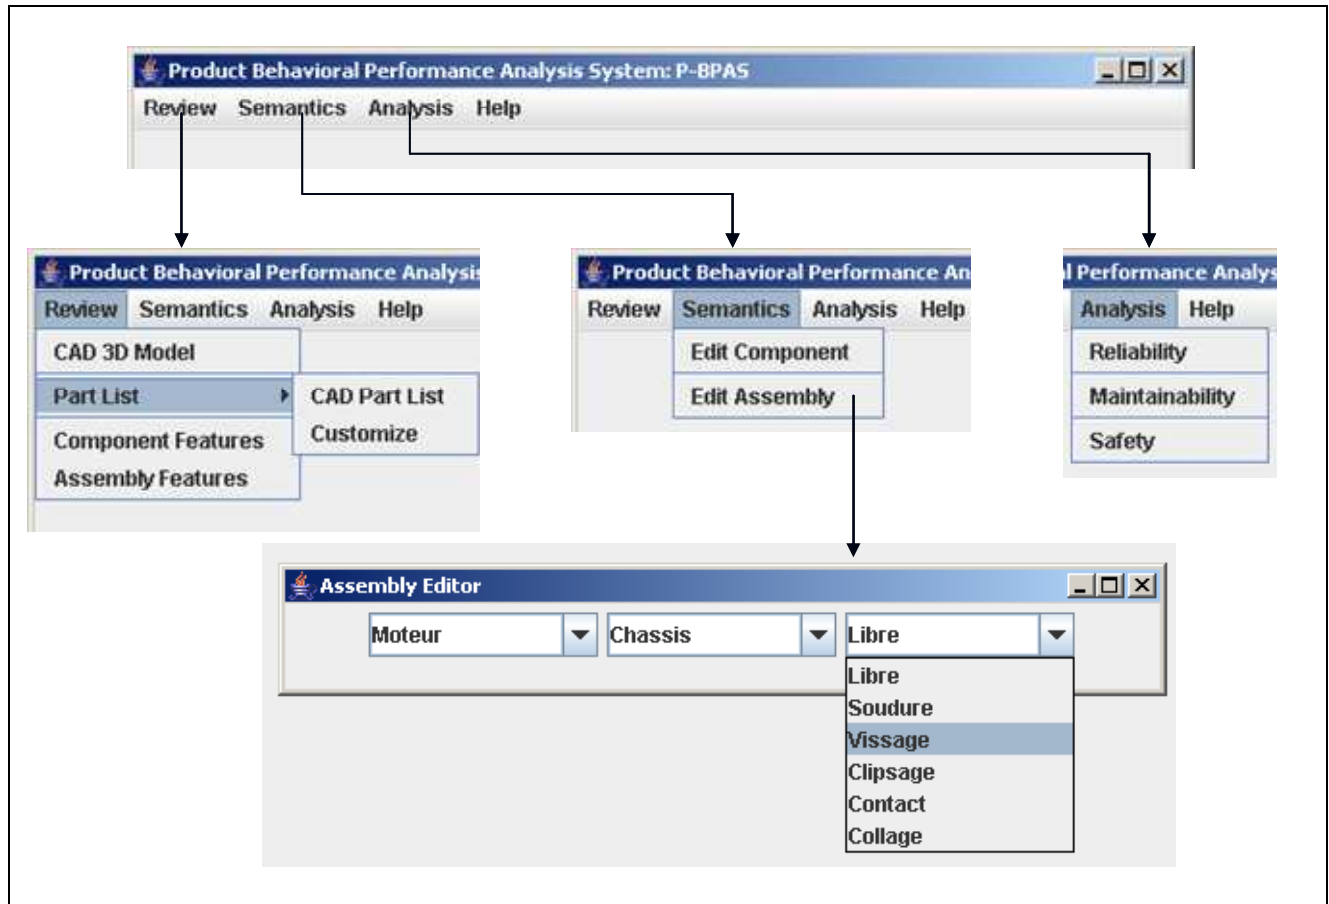 Product Behavioral Performance Analysis System: P-BPAS
Review Semantics Analysis Help
Product Behavioral Performance Analysis
Review Semantics Analysis Help
CAD 3D Model
Part List
CAD Part List
Customize
Component Features
Assembly Features
Product Behavioral Performance An
Review Semantics Analysis Help
Edit Component
Edit Assembly
l Performance Analys
Analysis Help
Reliability
Maintainability
Safety
Assembly Editor
Moteur Chassis Libre
Libre
Soudure
Vissage
Clipsage
Contact
Collage